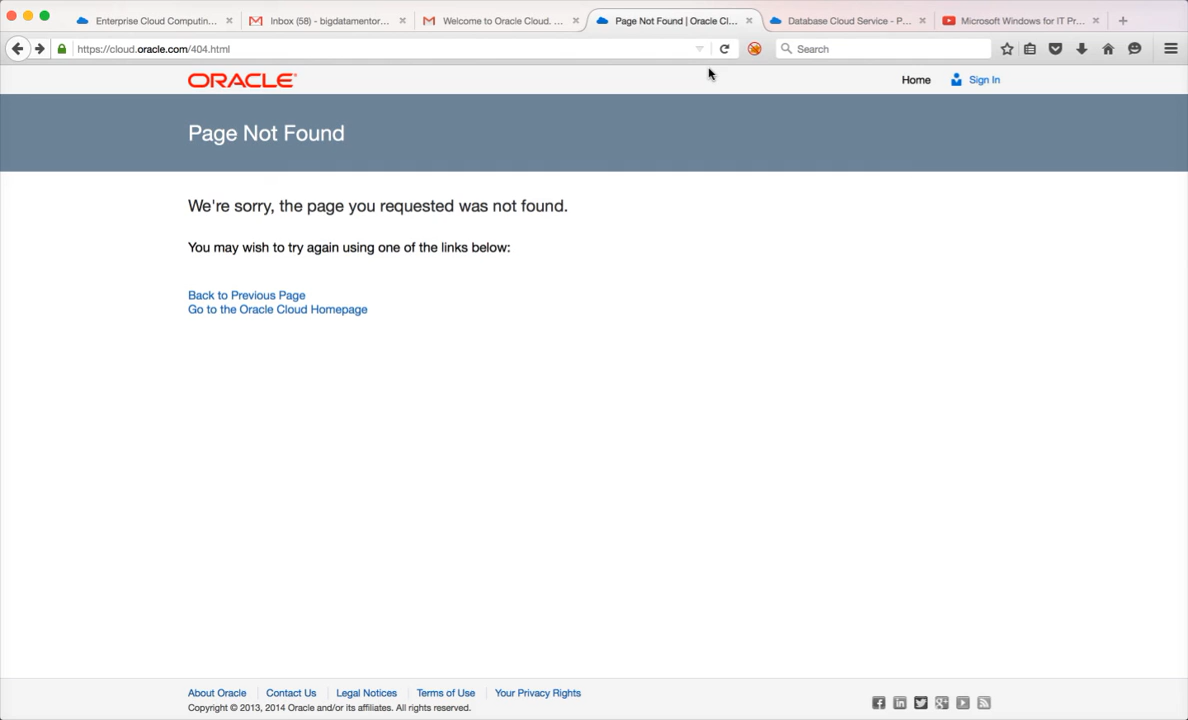 Enterprise Cloud Computin...
Inbox (58) - bigdatamentor...
Welcome to Oracle Cloud. ...
Page Not Found | Oracle Cl...
Database Cloud Service - P...
Microsoft Windows for IT Pr...
https://cloud.oracle.com/404.html
Search
ORACLE
Home
Sign In
Page Not Found
We're sorry, the page you requested was not found.
You may wish to try again using one of the links below:
Back to Previous Page
Go to the Oracle Cloud Homepage
About Oracle
Contact Us
Legal Notices
Terms of Use
Your Privacy Rights
Copyright © 2013, 2014 Oracle and/or its affiliates. All rights reserved.